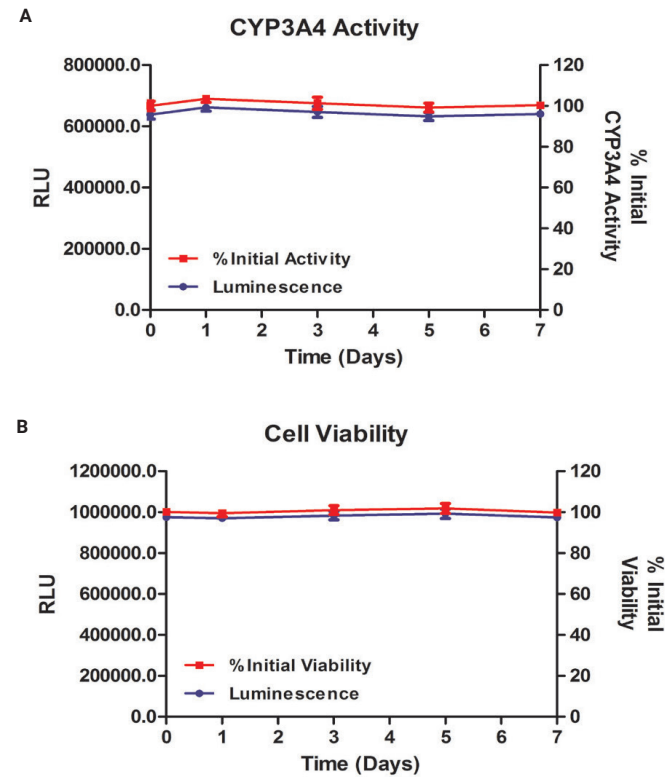 A
CYP3A4 Activity
800000.0
600000.0
400000.0
200000.0
0.0
RLU
120
100
80
60
40
20
0
% Initial
CYP3A4 Activity
%Initial Activity
Luminescence
0 1 2 3 4 5 6 7
Time (Days)
B
Cell Viability
1200000.0
1000000.0
800000.0
600000.0
400000.0
200000.0
0.0
RLU
120
100
80
60
40
20
0
% Initial
Viability
%Initial Viability
Luminescence
0 1 2 3 4 5 6 7
Time (Days)